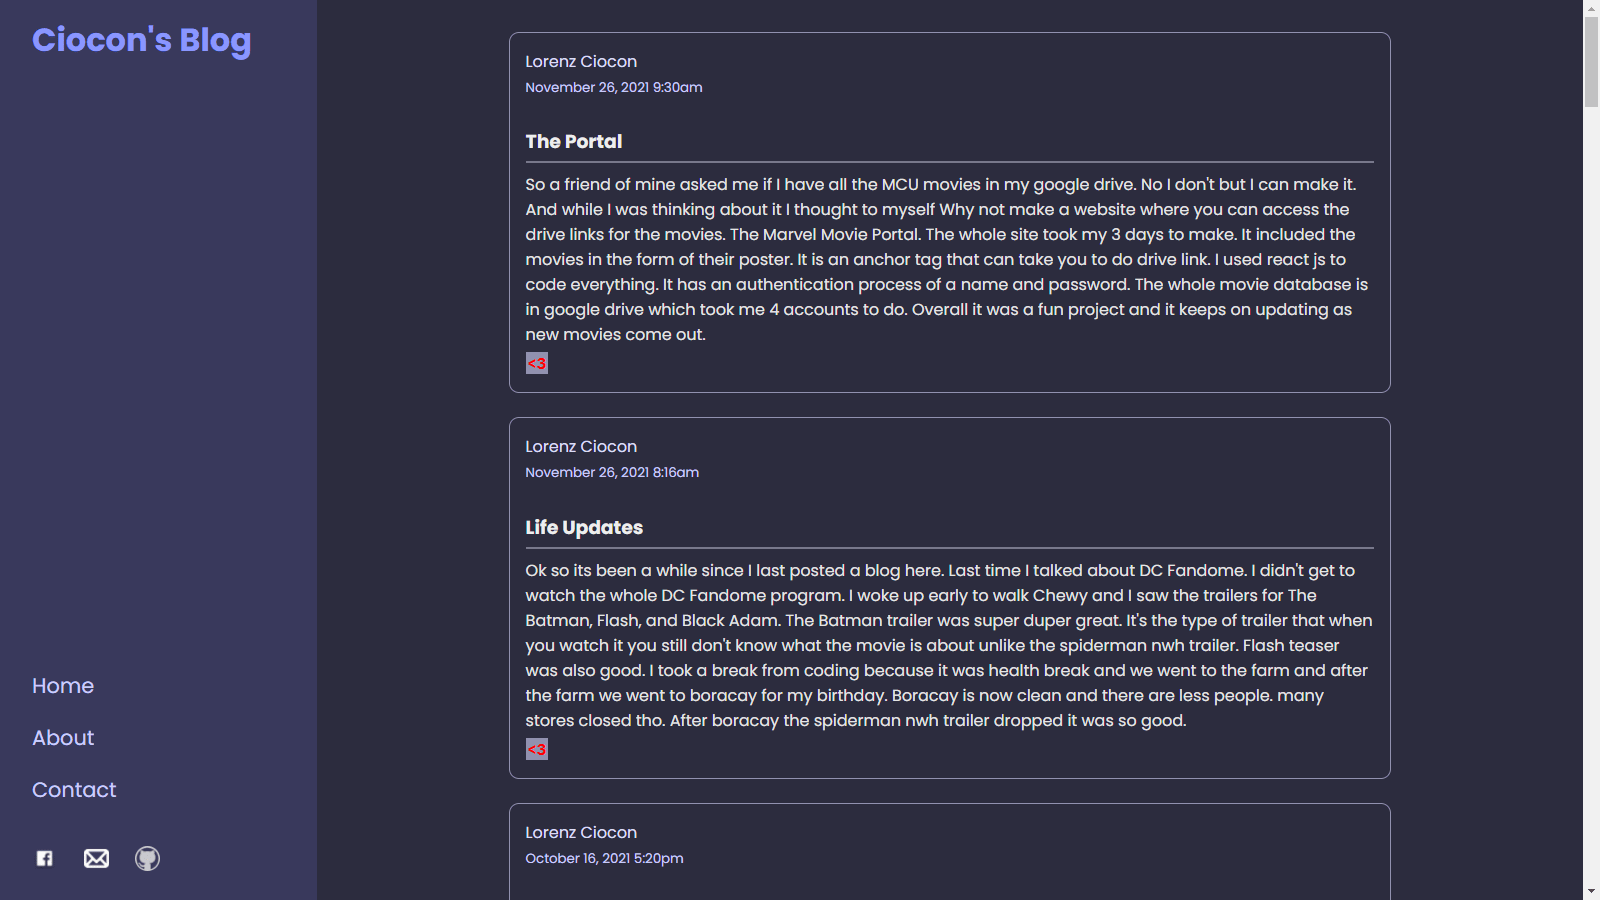 Ciocon's Blog
Home
About
Contact
Lorenz Ciocon
November 26, 2021 9:30am
The Portal
So a friend of mine asked me if I have all the MCU movies in my google drive. No I don't but I can make it.
And while I was thinking about it I thought to myself Why not make a website where you can access the
drive links for the movies. The Marvel Movie Portal. The whole site took my 3 days to make. It included the
movies in the form of their poster. It is an anchor tag that can take you to do drive link. I used react js to
code everything. It has an authentication process of a name and password. The whole movie database is
in google drive which took me 4 accounts to do. Overall it was a fun project and it keeps on updating as
new movies come out.
<3
Lorenz Ciocon
November 26, 2021 8:16am
Life Updates
Ok so its been a while since I last posted a blog here. Last time I talked about DC Fandome. I didn't get to
watch the whole DC Fandome program. I woke up early to walk Chewy and I saw the trailers for The
Batman, Flash, and Black Adam. The Batman trailer was super duper great. It's the type of trailer that when
you watch it you still don't know what the movie is about unlike the spiderman nwh trailer. Flash teaser
was also good. I took a break from coding because it was health break and we went to the farm and after
the farm we went to boracay for my birthday. Boracay is now clean and there are less people. many
stores closed tho. After boracay the spiderman nwh trailer dropped it was so good.
<3
Lorenz Ciocon
October 16, 2021 5:20pm